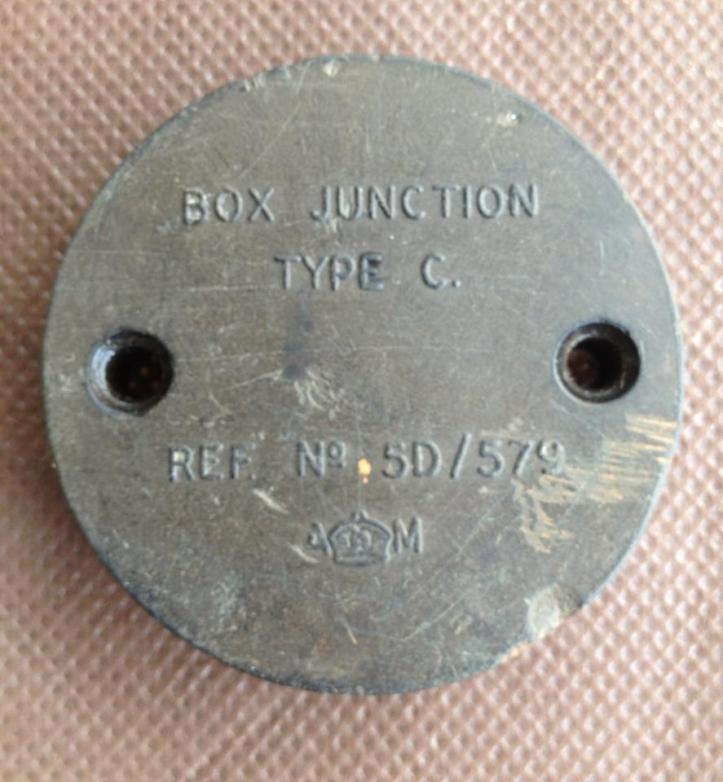 BOX JUNCTION
TYPE C.
REF. Nº 5D/579
A M